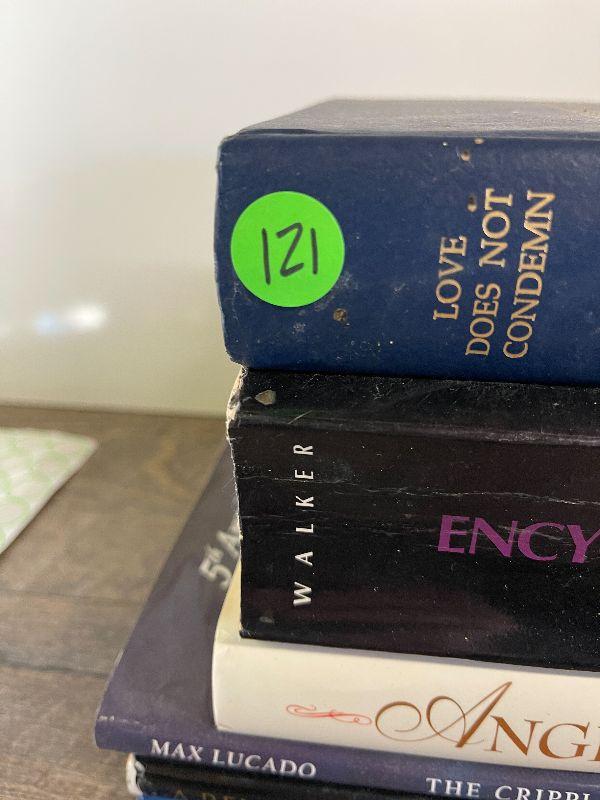 121
LOVE
DOES NOT
CONDEMN
WALKER
ENCY
ANG
5th A
MAX LUCADO
THE CRIPPL